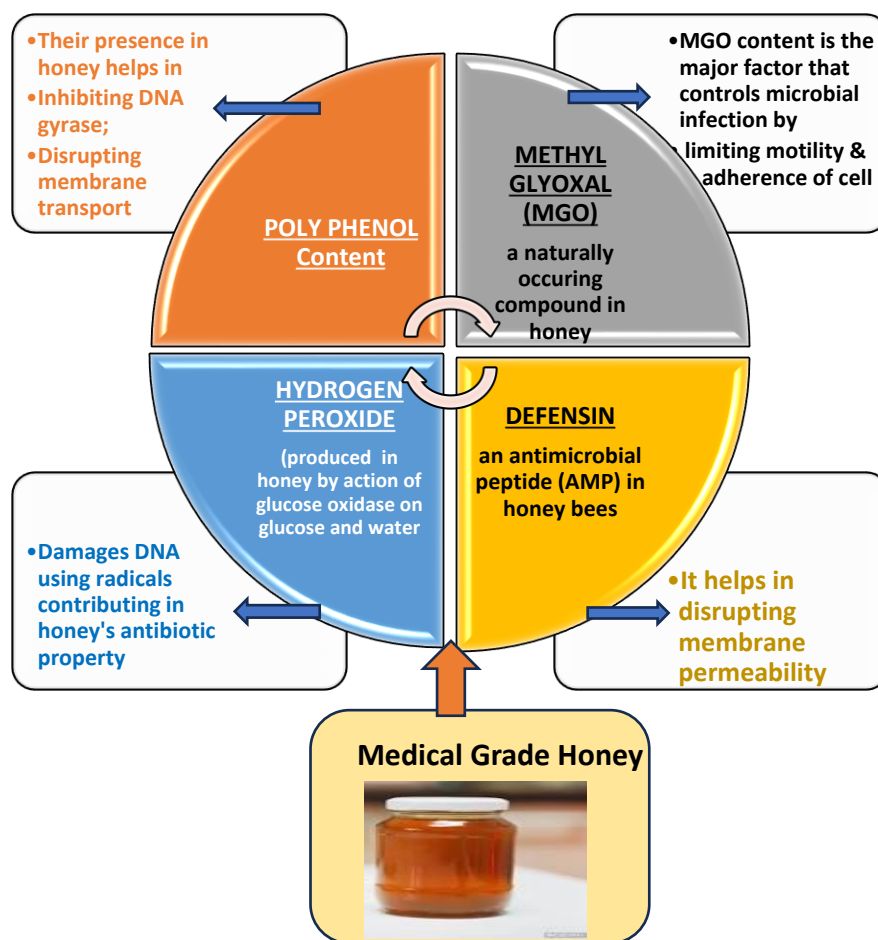 •Their presence in
honey helps in
•Inhibiting DNA
gyrase;
•Disrupting
membrane
transport
•MGO content is the
major factor that
controls microbial
infection by
• limiting motility &
adherence of cell
POLY PHENOL
Content
METHYL
GLYOXAL
(MGO)
a naturally
occuring
compound in
honey
HYDROGEN
PEROXIDE
(produced in
honey by action of
glucose oxidase on
glucose and water
DEFENSIN
an antimicrobial
peptide (AMP) in
honey bees
•Damages DNA
using radicals
contributing in
honey's antibiotic
property
•It helps in
disrupting
membrane
permeability
Medical Grade Honey